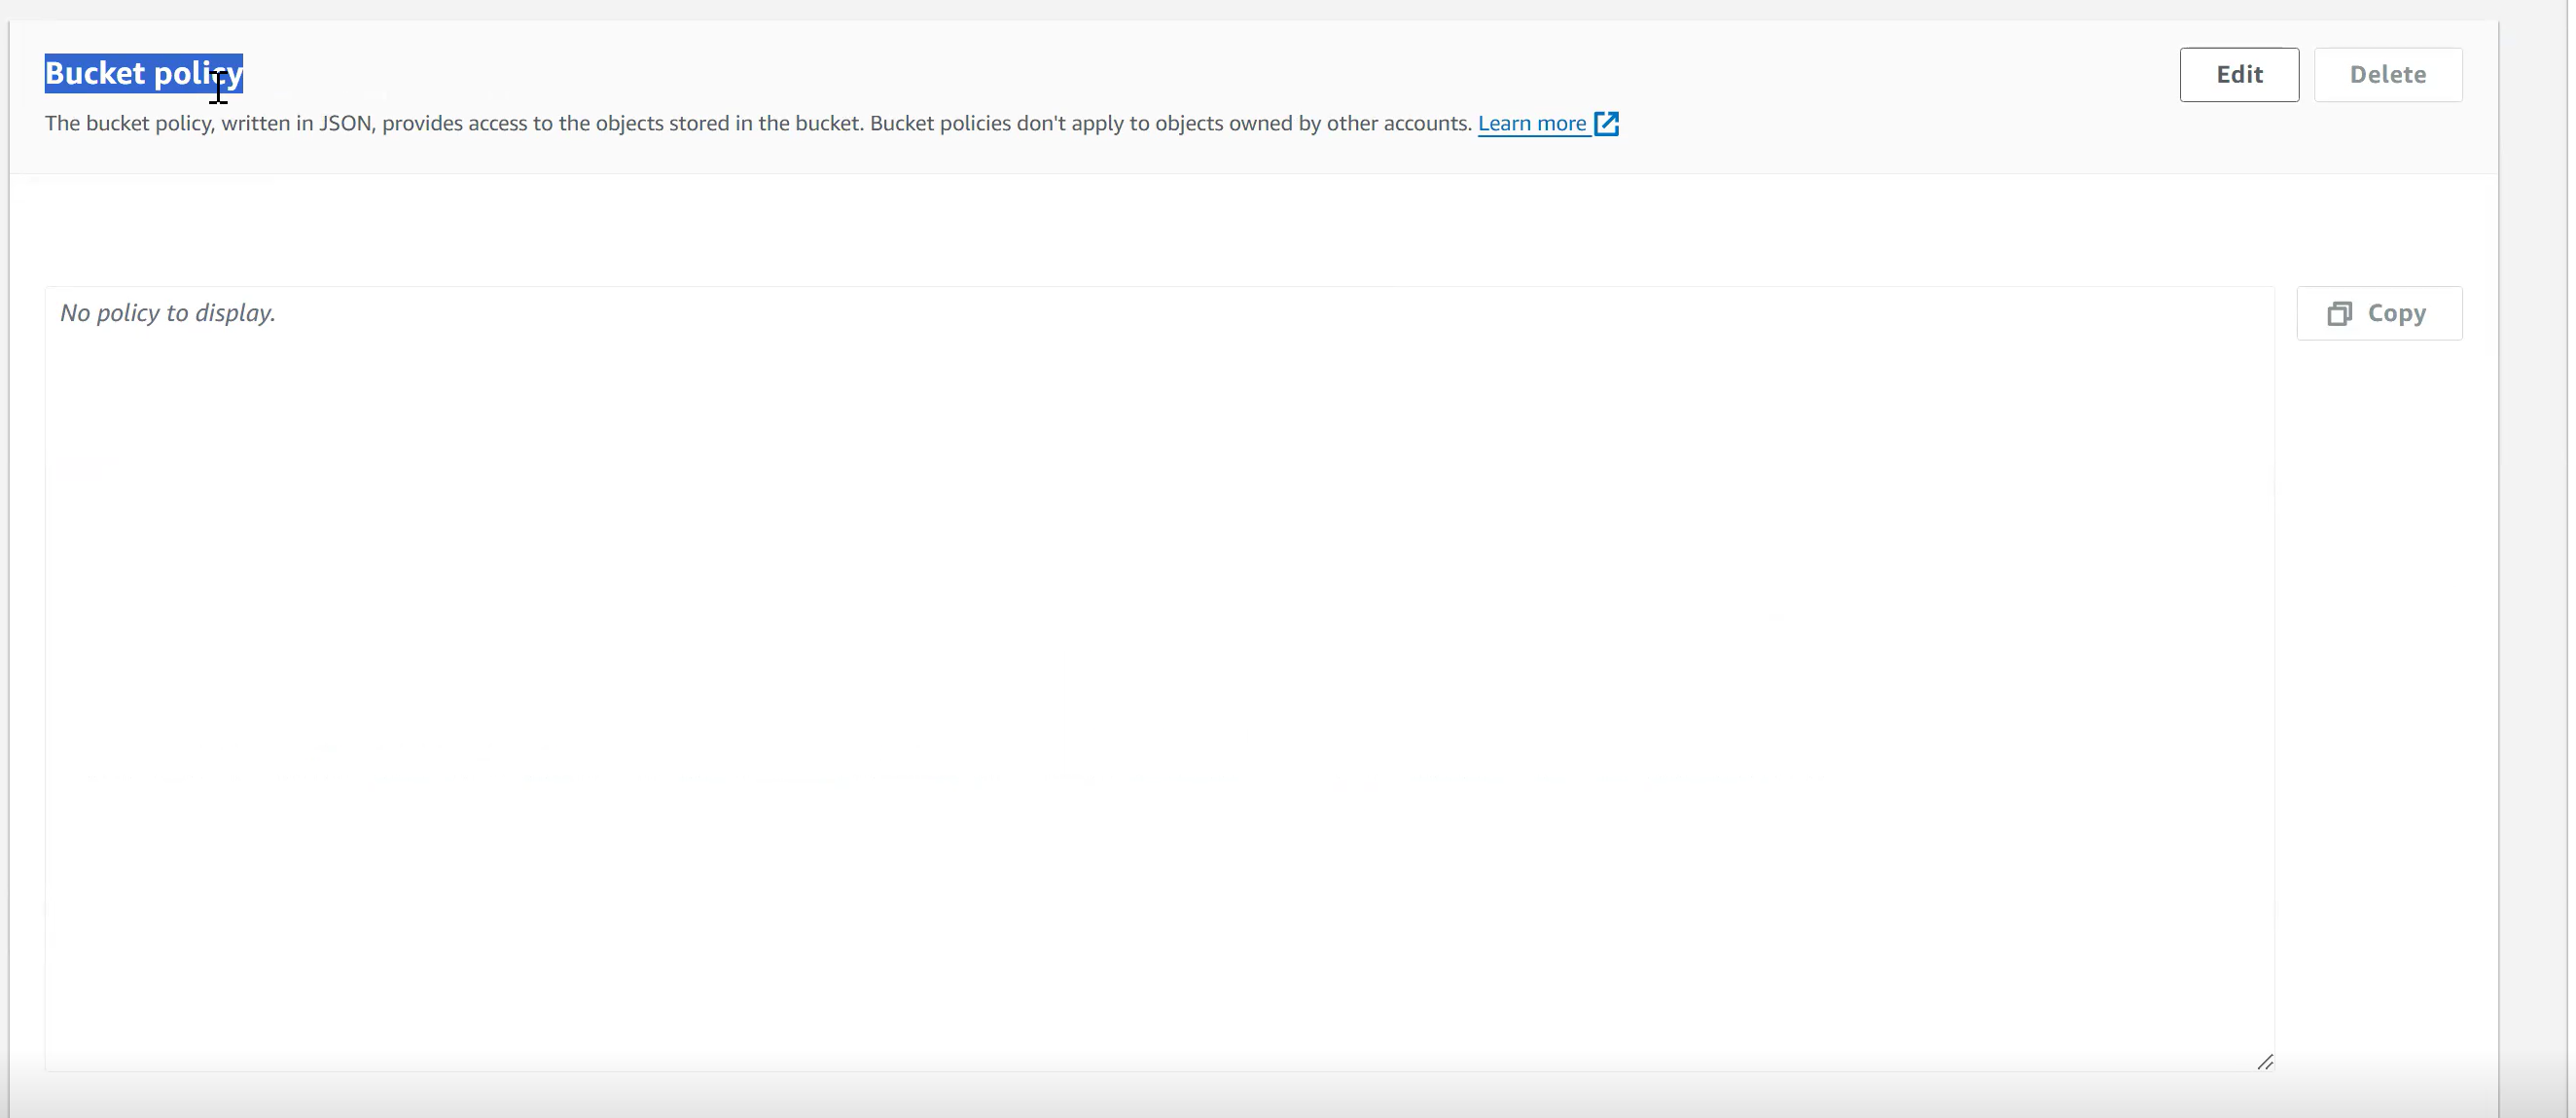 Bucket policy
Edit
Delete
The bucket policy, written in JSON, provides access to the objects stored in the bucket. Bucket policies don't apply to objects owned by other accounts. Learn more
No policy to display.
Copy